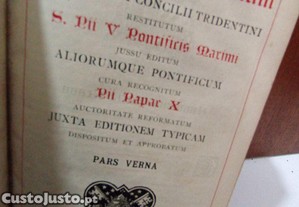 CONCILII TRIDENTINI
RESTITUTUM
S. Pii V Pontificis Maximi
JUSSU EDITUM
ALIORUMQUE PONTIFICUM
CURA RECOGNITUM
Pii Papae X
AUCTORITATE REFORMATUM
JUXTA EDITIONEM TYPICAM
DISPOSITUM ET APPROBATUM
PARS VERNA
CustoJusto.pt